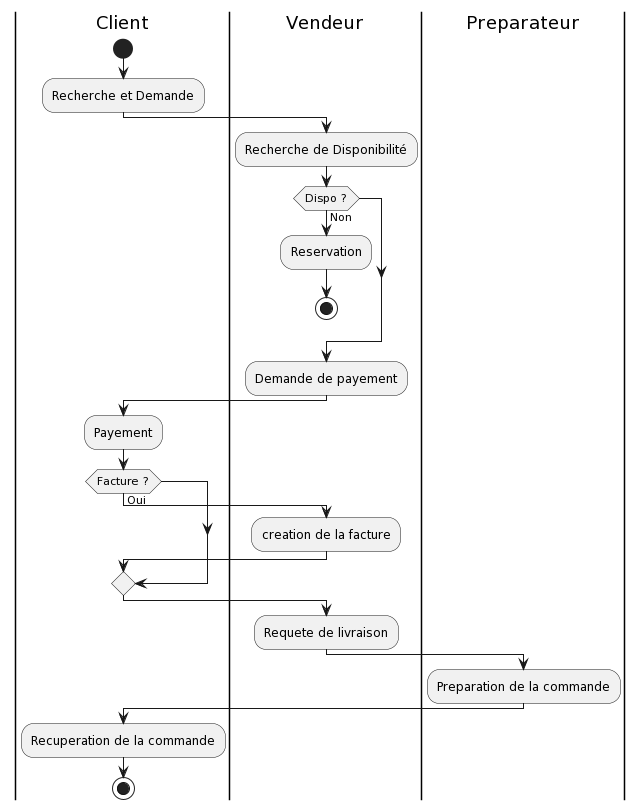 Client
Vendeur
Preparateur
Recherche et Demande
Recherche de Disponibilité
Dispo ?
Non
Reservation
Demande de payement
Payement
Facture ?
Oui
creation de la facture
Requete de livraison
Preparation de la commande
Recuperation de la commande